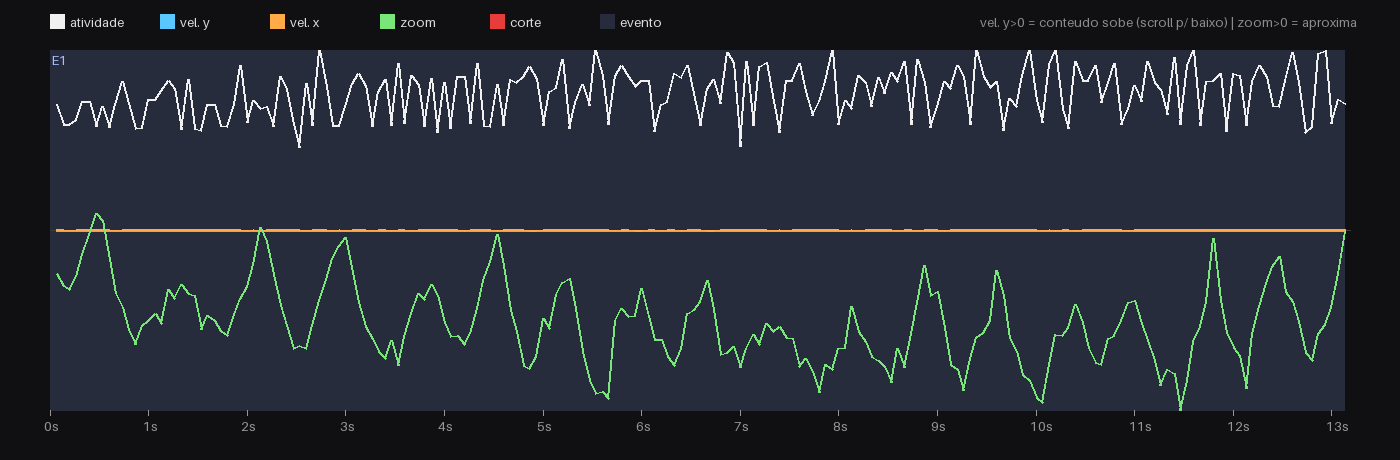 atividade vel. y vel. x zoom corte evento vel. y>0 = conteudo sobe (scroll p/ baixo) | zoom>0 = aproxima
E1
0s 1s 2s 3s 4s 5s 6s 7s 8s 9s 10s 11s 12s 13s